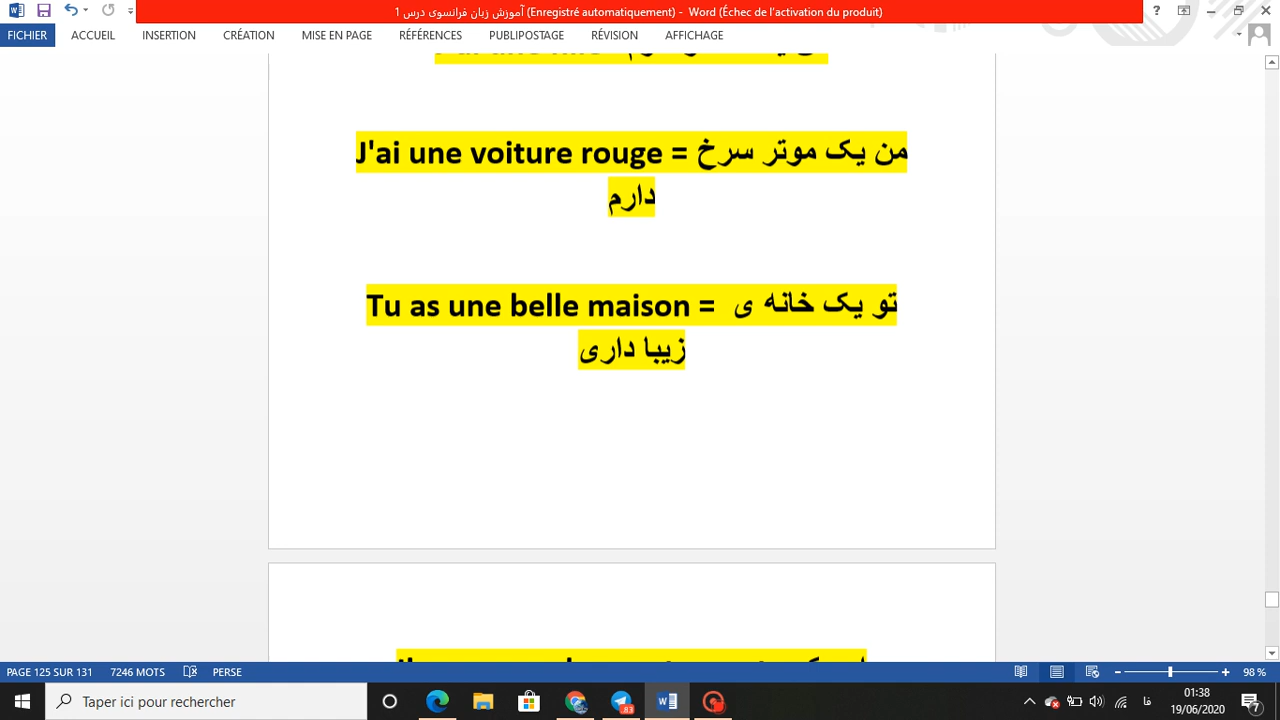 آموزش زبان فرانسوی درس 1 (Enregistré automatiquement) - Word (Échec de l'activation du produit)
FICHIER ACCUEIL INSERTION CRÉATION MISE EN PAGE RÉFÉRENCES PUBLIPOSTAGE RÉVISION AFFICHAGE
J'ai une voiture rouge = من یک موتر سرخ
دارم
Tu as une belle maison = تو یک خانه ی
زیبا داری
PAGE 125 SUR 131 7246 MOTS PERSE 98 %
Taper ici pour rechercher 83 فا 01:38
19/06/2020 7